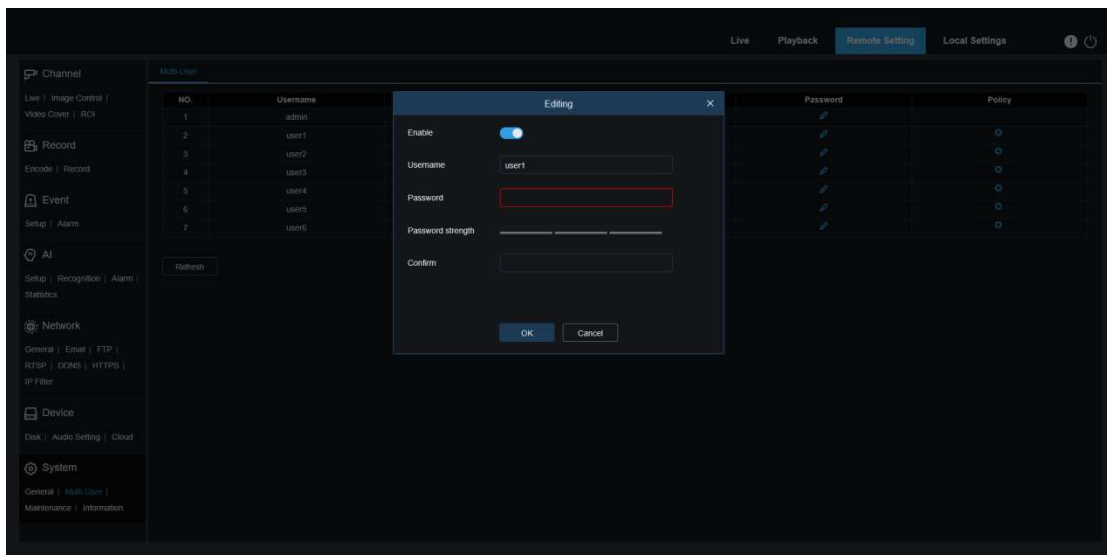 Live Playback Remote Setting Local Settings
Channel
Live | Image Control |
Video Cover | ROI
Record
Encode | Record
Event
Setup | Alarm
AI
Setup | Recognition | Alarm |
Statistics
Network
General | Email | FTP |
RTSP | DDNS | HTTPS |
IP Filter
Device
Disk | Audio Setting | Cloud
System
General | Multi-User |
Maintenance | Information
Multi-User
NO. Username Password Policy
1 admin
2 user1
3 user2
4 user3
5 user4
6 user5
7 user6
Refresh
Editing
Enable
Username user1
Password
Password strength
Confirm
OK Cancel